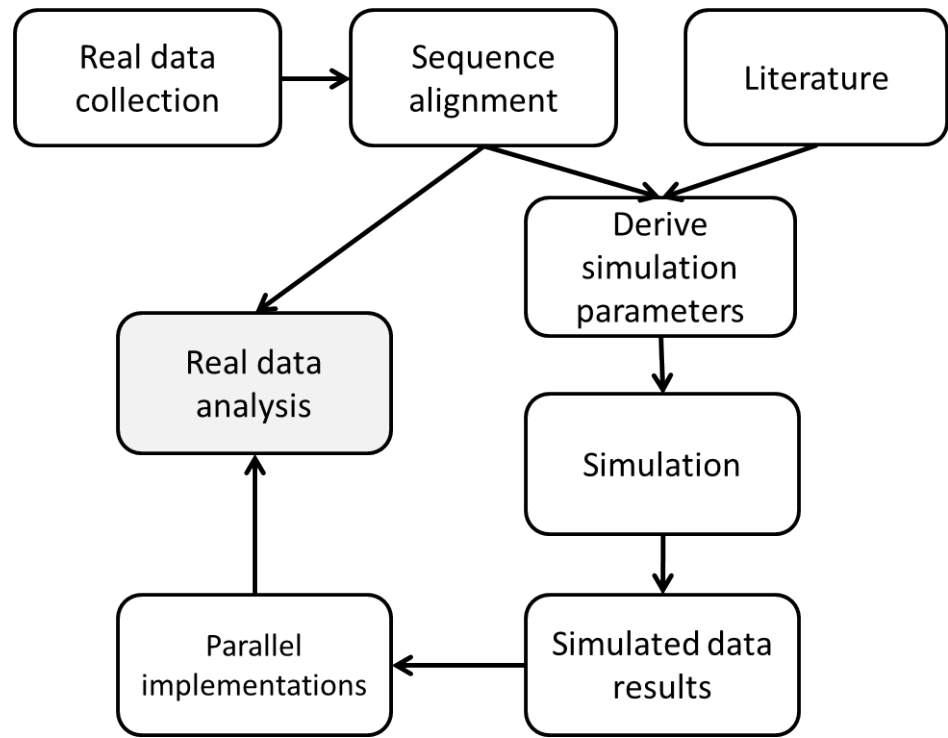 Real data
collection
Sequence
alignment
Literature
Derive
simulation
parameters
Real data
analysis
Simulation
Parallel
implementations
Simulated data
results